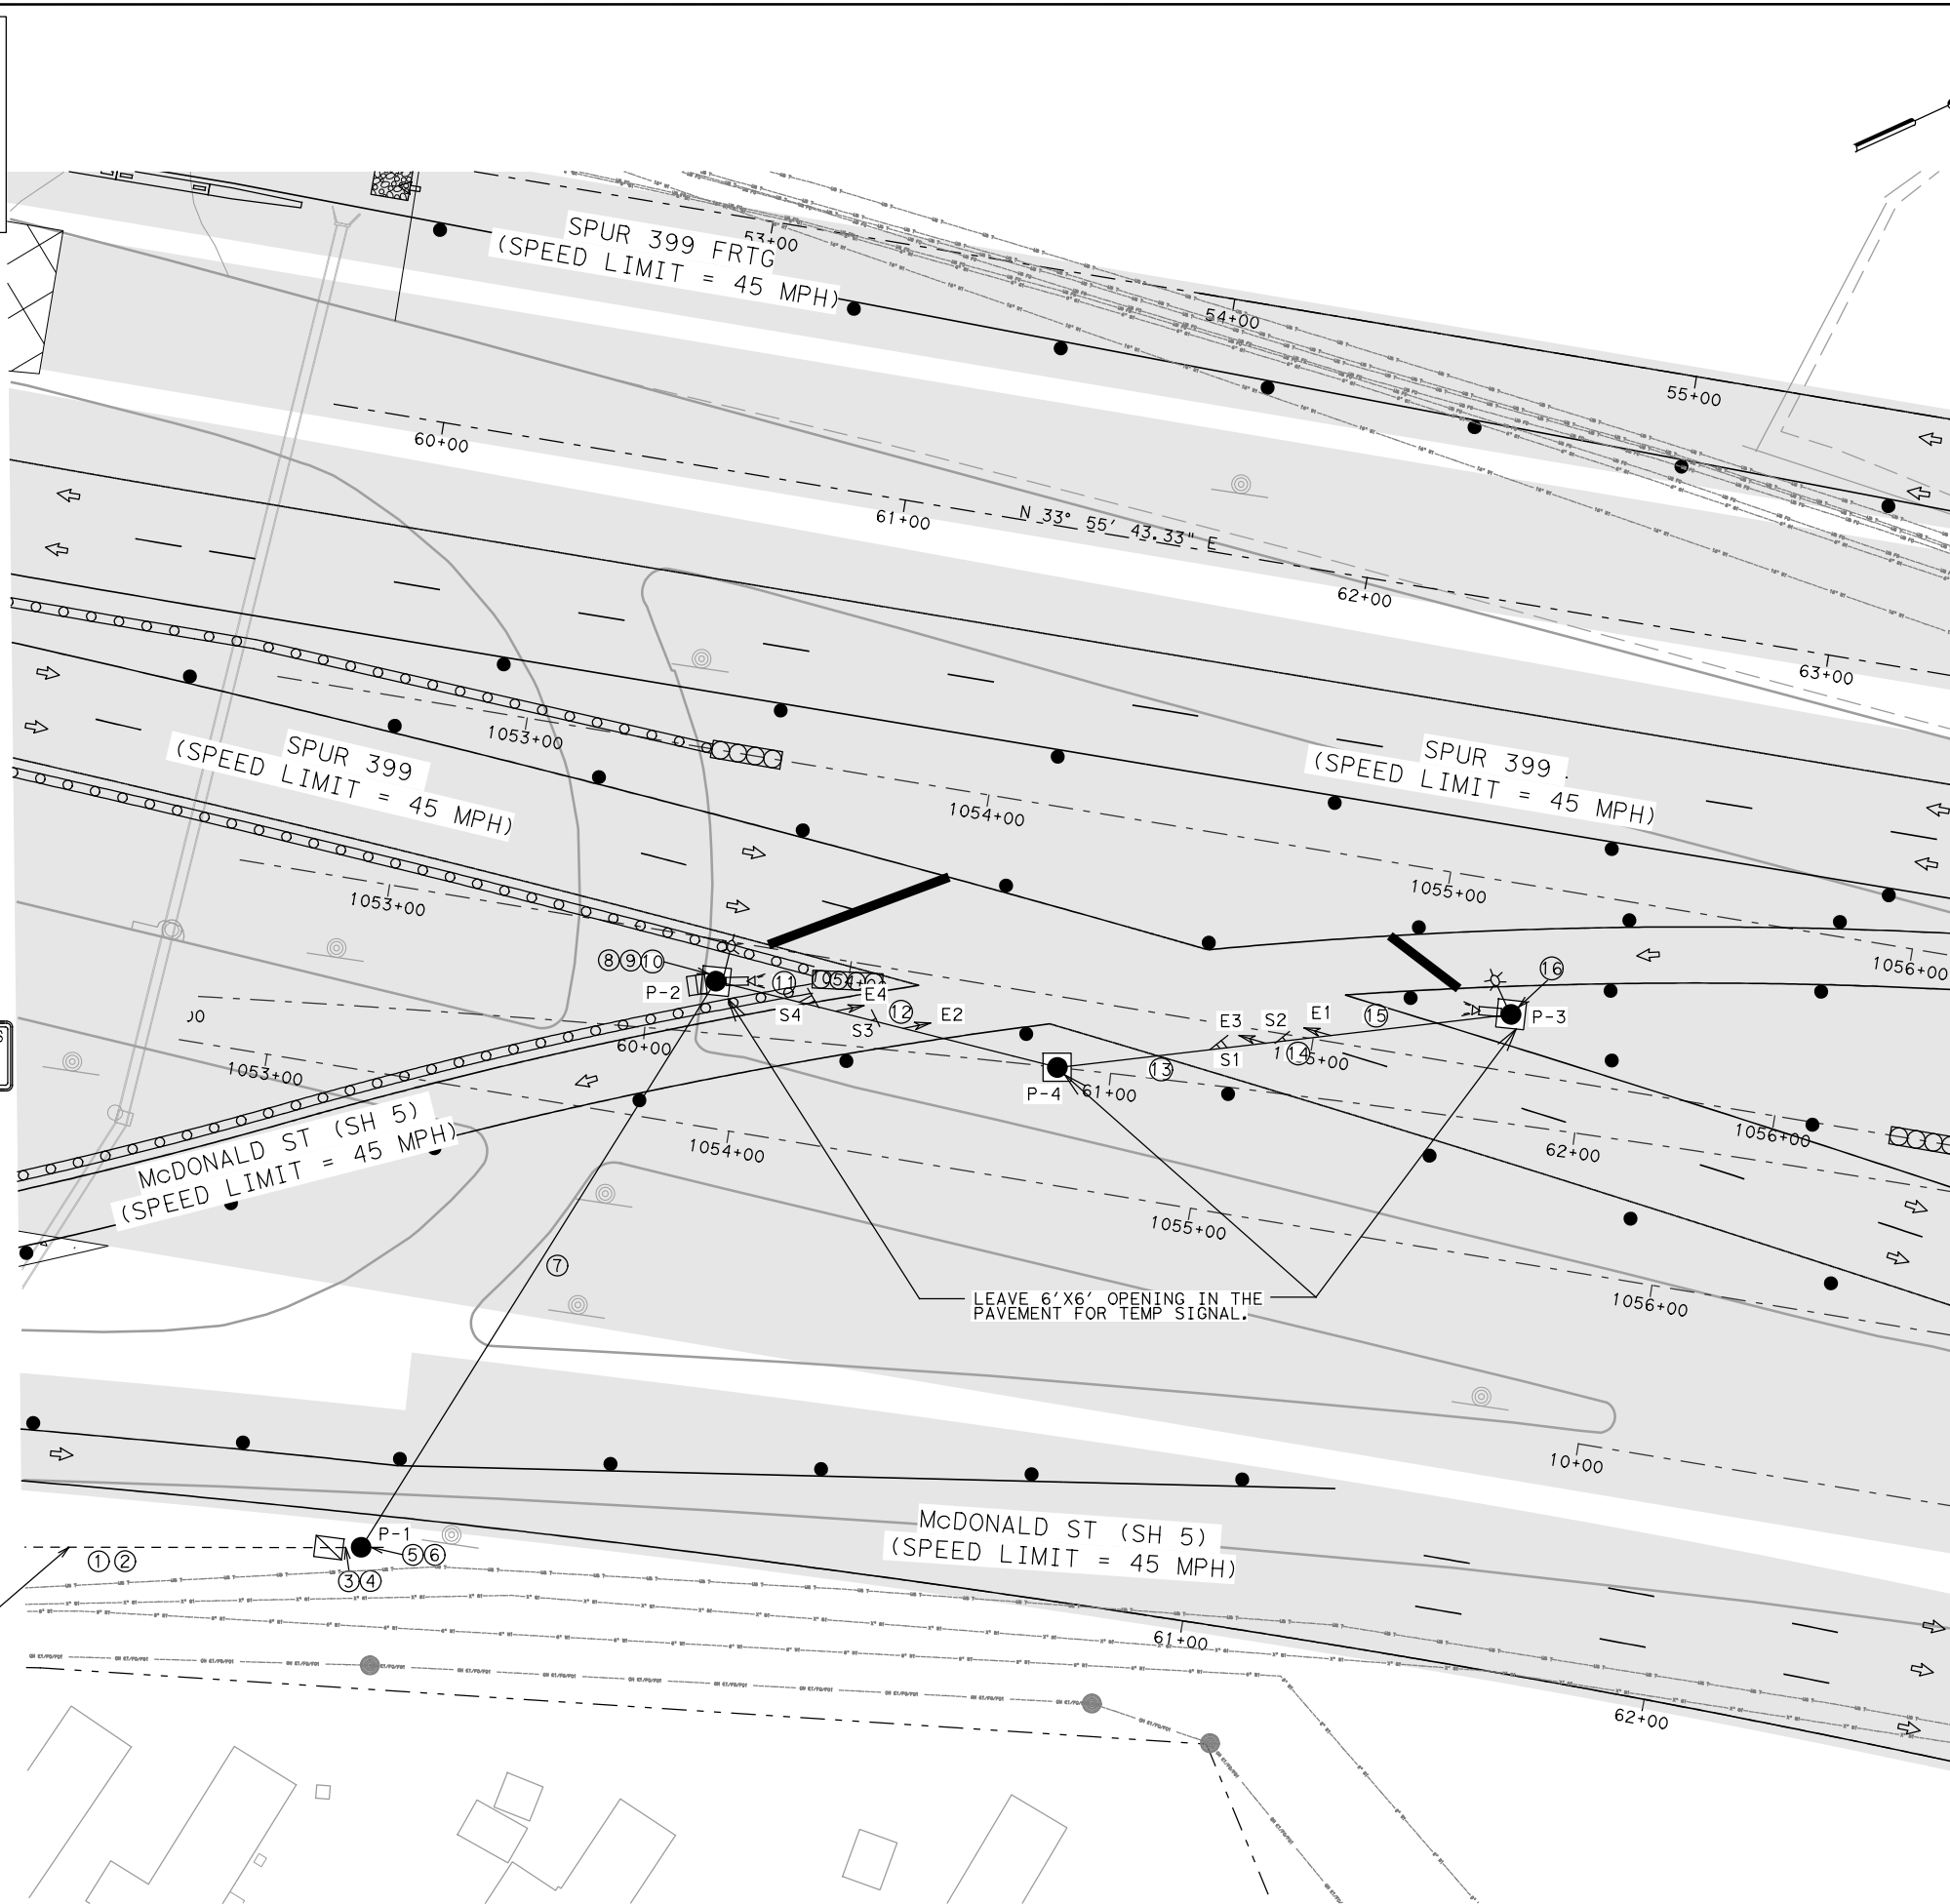 SPUR 399 FRTG
(SPEED LIMIT = 45 MPH)
53+00
54+00
55+00
60+00
61+00
N 33° 55' 43.33" E
62+00
63+00
SPUR 399
(SPEED LIMIT = 45 MPH)
1053+00
SPUR 399
(SPEED LIMIT = 45 MPH)
1054+00
1055+00
1056+00
1053+00
8 9 10
P-2
11
E4
S4
S3
12
E2
E3
S2
E1
S1
14
15
16
P-3
13
P-4
61+00
60+00
1053+00
McDONALD ST (SH 5)
(SPEED LIMIT = 45 MPH)
1054+00
62+00
1056+00
1055+00
1056+00
7
LEAVE 6'X6' OPENING IN THE
PAVEMENT FOR TEMP SIGNAL.
10+00
McDONALD ST (SH 5)
(SPEED LIMIT = 45 MPH)
P-1
1 2
5 6
3 4
61+00
62+00